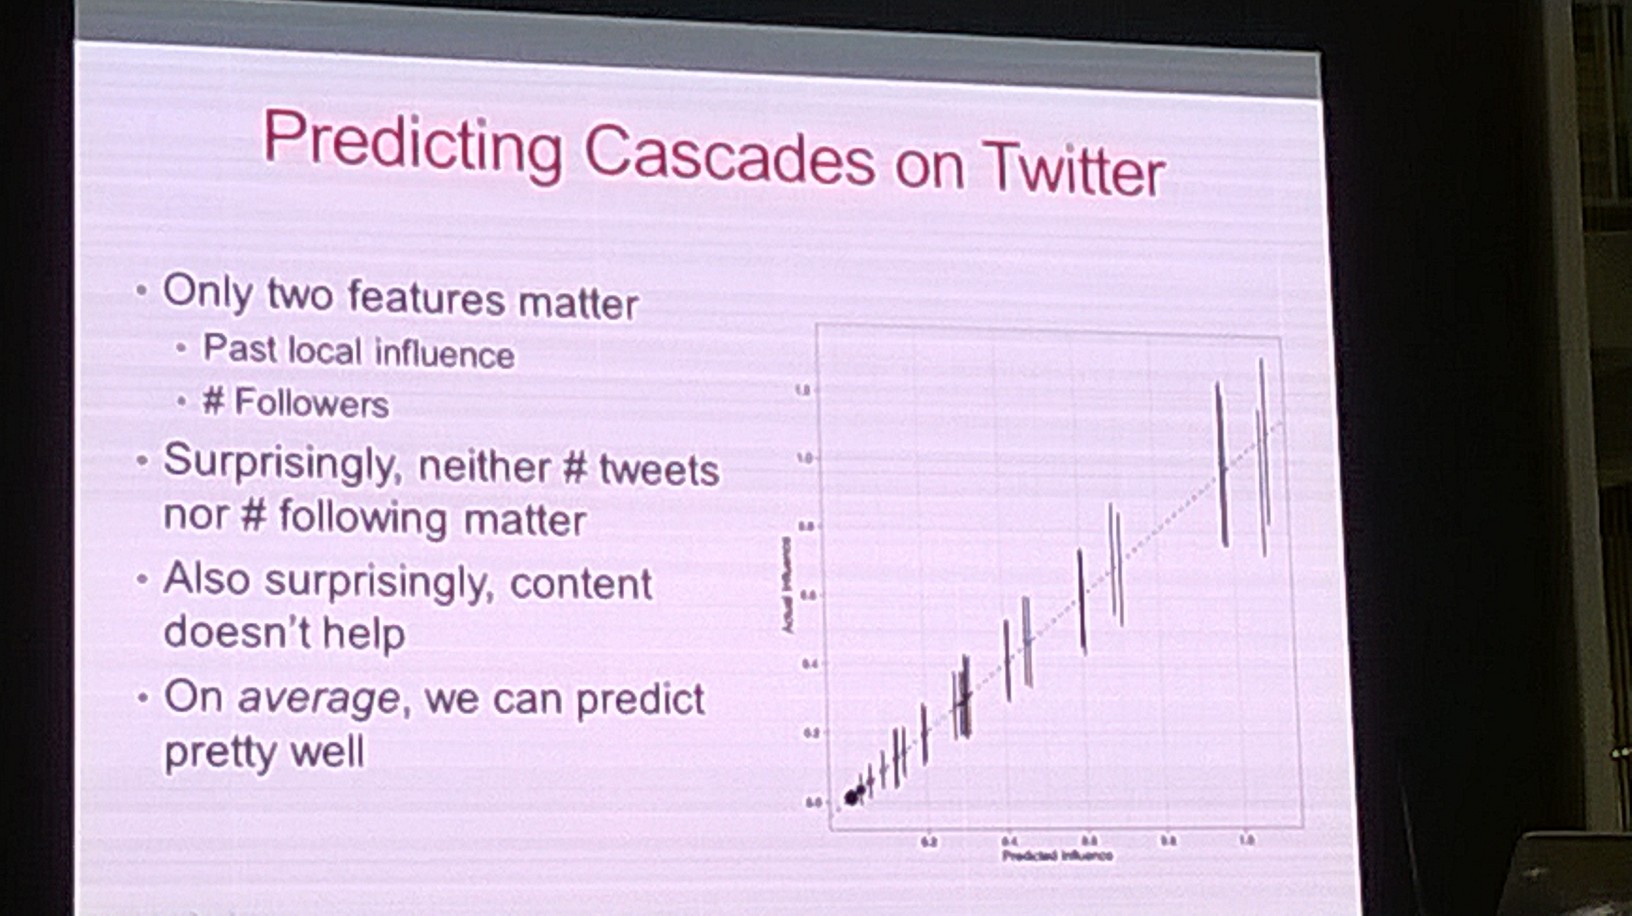 Predicting Cascades on Twitter
• Only two features matter
• Past local influence
• # Followers
• Surprisingly, neither # tweets
nor # following matter
• Also surprisingly, content
doesn't help
• On average, we can predict
pretty well
1.0
0.8
0.6
0.4
0.2
0.0
Actual Influence
0.2 0.4 0.6 0.8 1.0
Predicted Influence